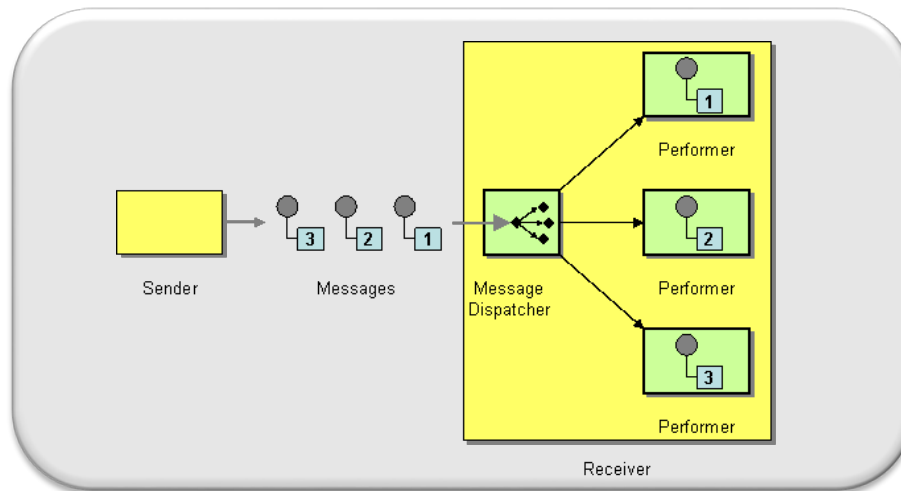 1
Performer
3
2
1
2
Sender
Messages
Message
Dispatcher
Performer
3
Performer
Receiver